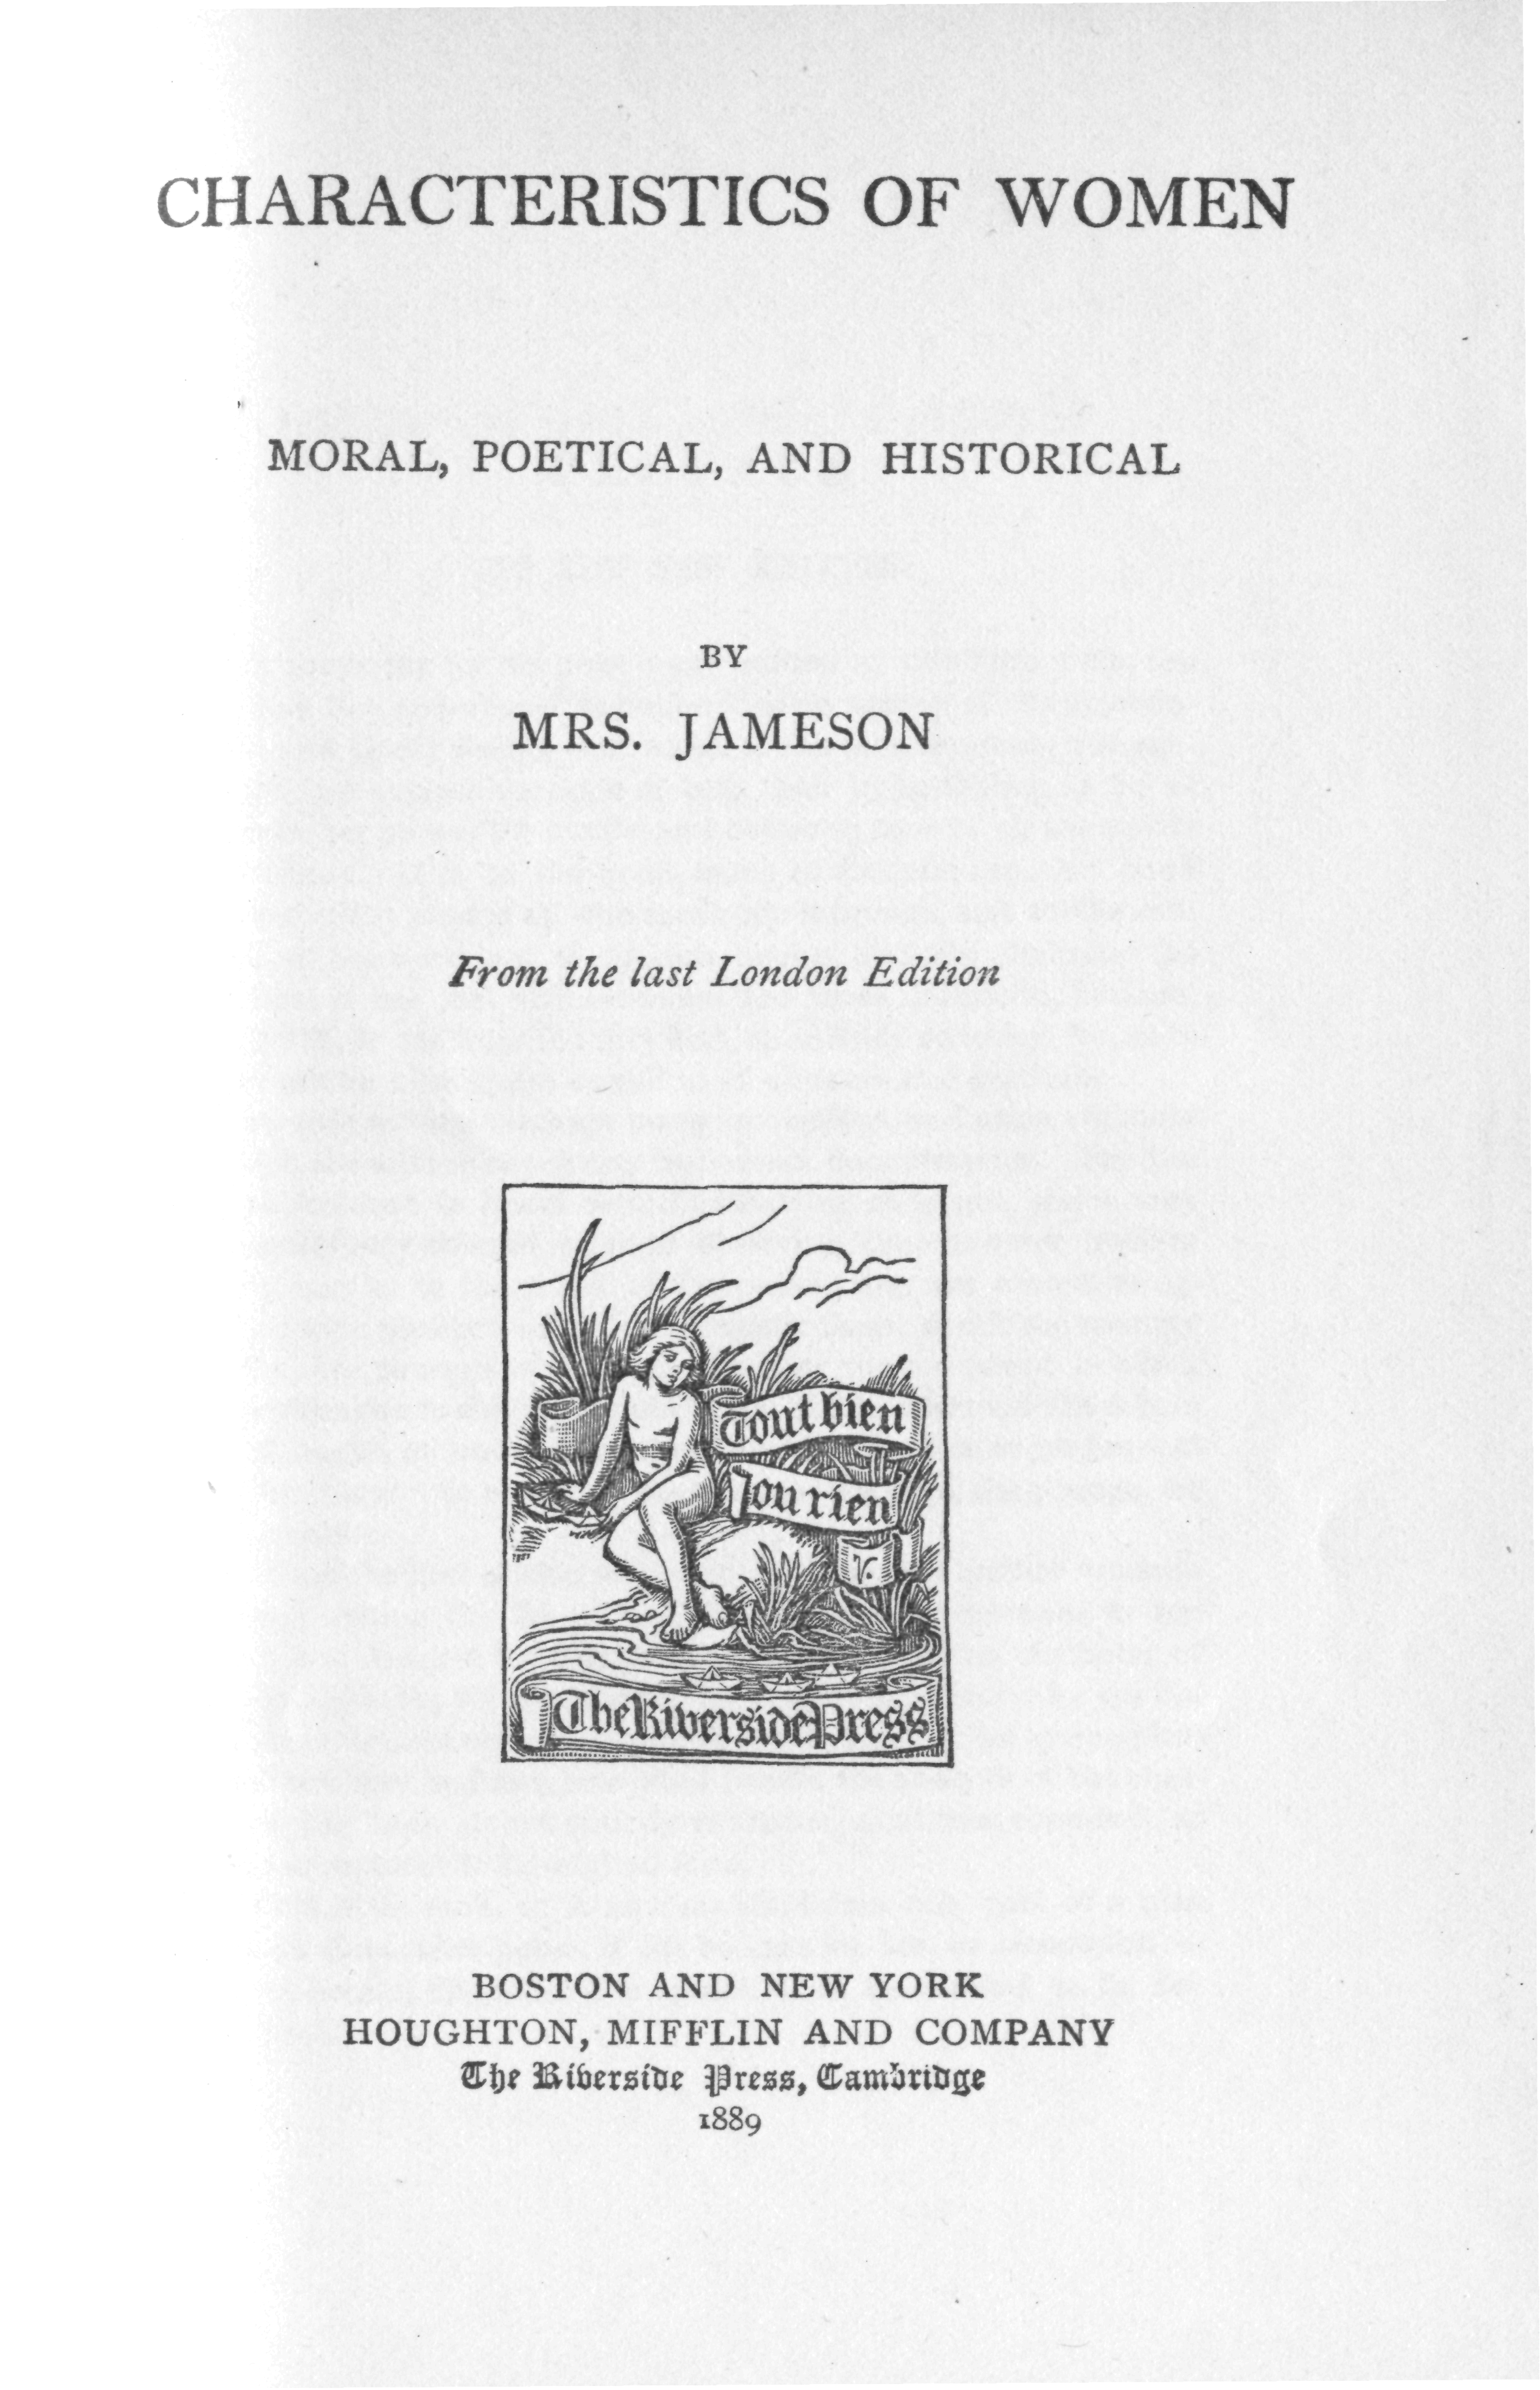 CHARACTERISTICS OF WOMEN
MORAL, POETICAL, AND HISTORICAL
BY
MRS. JAMESON
From the last London Edition
Tout bien
ou rien
V.
The Riverside Press
BOSTON AND NEW YORK
HOUGHTON, MIFFLIN AND COMPANY
The Riverside Press, Cambridge
1889